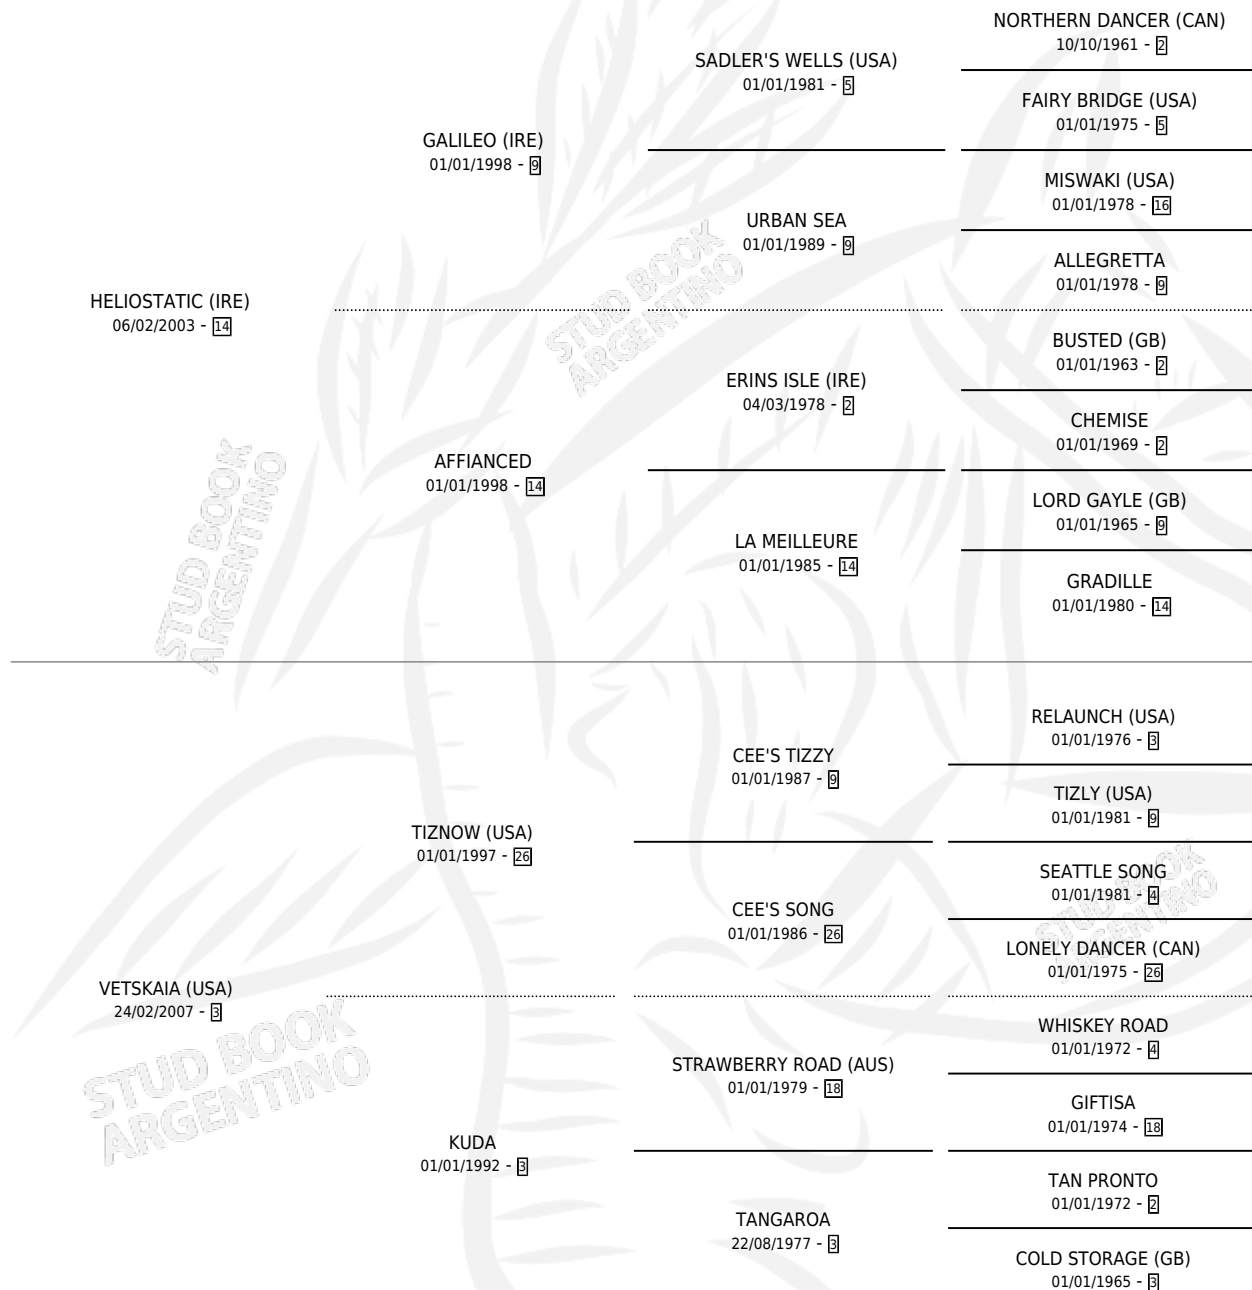 NORTHERN DANCER (CAN)
10/10/1961 - 2
SADLER'S WELLS (USA)
01/01/1981 - 5
FAIRY BRIDGE (USA)
01/01/1975 - 5
GALILEO (IRE)
01/01/1998 - 9
MISWAKI (USA)
01/01/1978 - 16
URBAN SEA
01/01/1989 - 9
ALLEGRETTA
01/01/1978 - 9
HELIOSTATIC (IRE)
06/02/2003 - 14
STUD BOOK
ARGENTINO
BUSTED (GB)
01/01/1963 - 2
ERINS ISLE (IRE)
04/03/1978 - 2
CHEMISE
01/01/1969 - 2
AFFIANCED
01/01/1998 - 14
LORD GAYLE (GB)
01/01/1965 - 9
LA MEILLEURE
01/01/1985 - 14
GRADILLE
01/01/1980 - 14
STUD BOOK
ARGENTINO
RELAUNCH (USA)
01/01/1976 - 3
CEE'S TIZZY
01/01/1987 - 9
TIZLY (USA)
01/01/1981 - 9
TIZNOW (USA)
01/01/1997 - 26
SEATTLE SONG
01/01/1981 - 4
CEE'S SONG
01/01/1986 - 26
LONELY DANCER (CAN)
01/01/1975 - 26
STUD BOOK
ARGENTINO
VETSKAIA (USA)
24/02/2007 - 3
WHISKEY ROAD
01/01/1972 - 4
STRAWBERRY ROAD (AUS)
01/01/1979 - 18
GIFTISA
01/01/1974 - 18
STUD BOOK
ARGENTINO
KUDA
01/01/1992 - 3
TAN PRONTO
01/01/1972 - 2
TANGAROA
22/08/1977 - 3
COLD STORAGE (GB)
01/01/1965 - 3